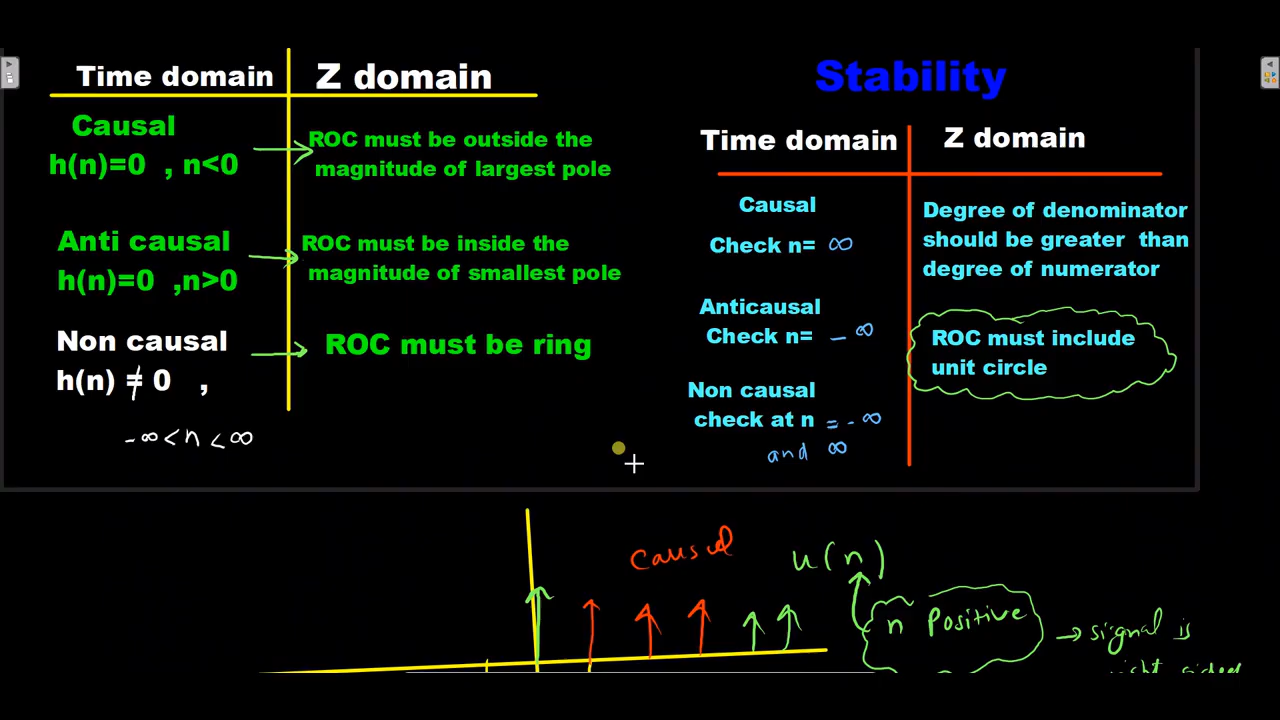 Time domain
Z domain
Causal
h(n)=0 , n<0
ROC must be outside the
magnitude of largest pole
Anti causal
h(n)=0 ,n>0
ROC must be inside the
magnitude of smallest pole
Non causal
h(n) ≠ 0 ,
-∞ < n < ∞
ROC must be ring
Stability
Time domain
Z domain
Causal
Check n= ∞
Degree of denominator
should be greater than
degree of numerator
Anticausal
Check n= -∞
ROC must include
unit circle
Non causal
check at n = -∞
and ∞
Causal
u(n)
n Positive
→ signal is
right sided